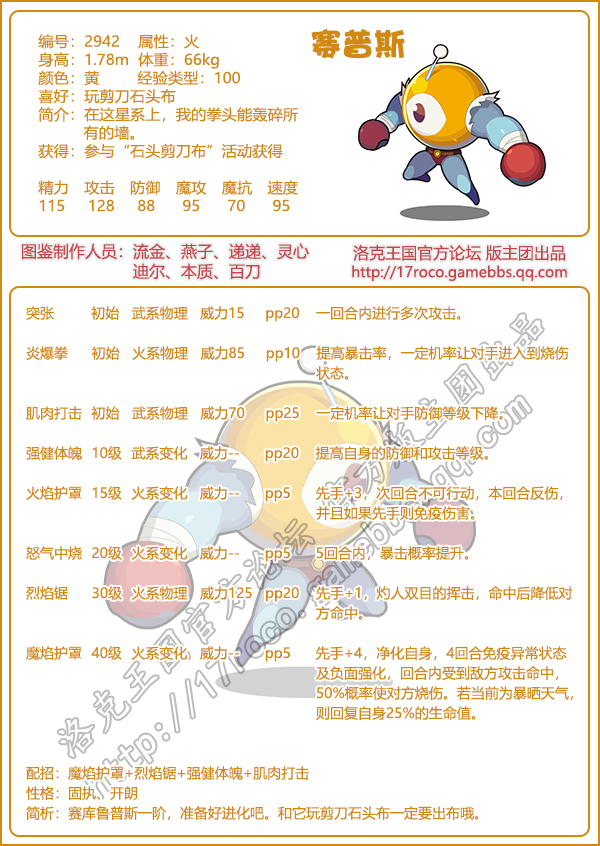 赛普斯
编号：2942 属性：火
身高：1.78m 体重：66kg
颜色：黄 经验类型：100
喜好：玩剪刀石头布
简介：在这星系上，我的拳头能轰碎所
有的墙。
获得：参与“石头剪刀布”活动获得
精力 攻击 防御 魔攻 魔抗 速度
115 128 88 95 70 95
图鉴制作人员：流金、燕子、递递、灵心
迪尔、本质、百刀
洛克王国官方论坛 版主团出品
http://17roco.gamebbs.qq.com
突张 初始 武系物理 威力15 pp20 一回合内进行多次攻击。
炎爆拳 初始 火系物理 威力85 pp10 提高暴击率，一定机率让对手进入到烧伤
状态。
肌肉打击 初始 武系物理 威力70 pp25 一定机率让对手防御等级下降。
强健体魄 10级 武系变化 威力-- pp20 提高自身的防御和攻击等级。
火焰护罩 15级 火系变化 威力-- pp5 先手+3，次回合不可行动，本回合反伤，
并且如果先手则免疫伤害。
怒气中烧 20级 火系变化 威力-- pp5 5回合内，暴击概率提升。
烈焰锯 30级 火系物理 威力125 pp20 先手+1，灼人双目的挥击，命中后降低对
方命中。
魔焰护罩 40级 火系变化 威力-- pp5 先手+4，净化自身，4回合免疫异常状态
及负面强化，回合内受到敌方攻击命中，
50%概率使对方烧伤。若当前为暴晒天气，
则回复自身25%的生命值。
洛克王国官方论坛 官方版主团出品
http://17roco.gamebbs.qq.com
配招：魔焰护罩+烈焰锯+强健体魄+肌肉打击
性格：固执、开朗
简析：赛库鲁普斯一阶，准备好进化吧。和它玩剪刀石头布一定要出布哦。